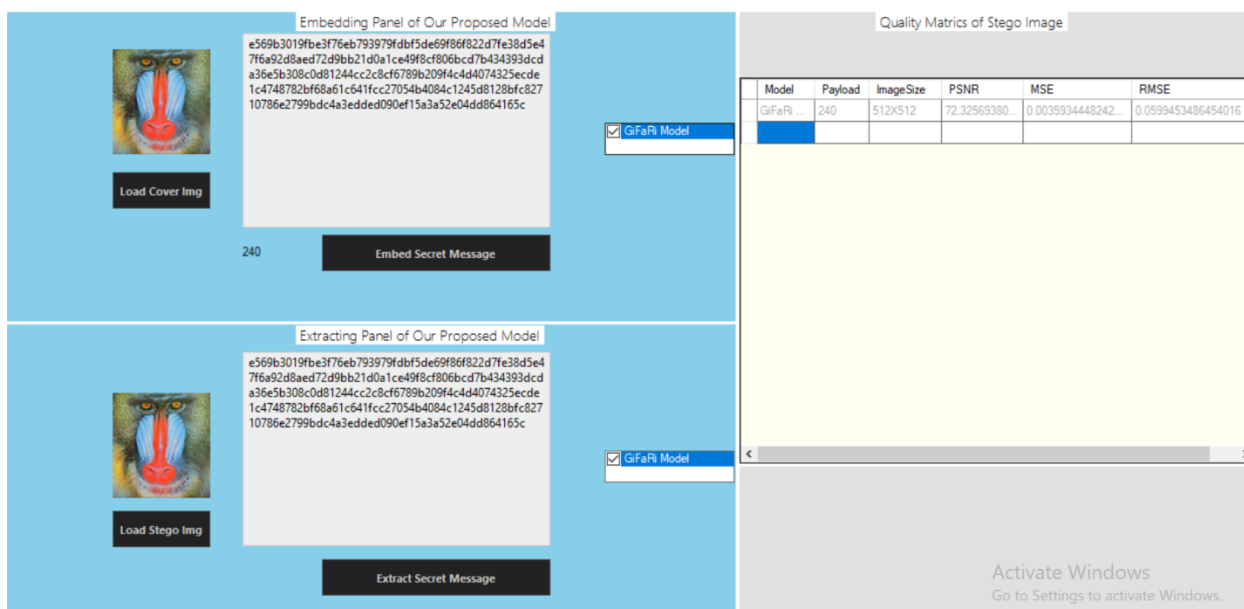 Embedding Panel of Our Proposed Model
e569b3019fbe3f76eb793979fdbf5de69f86f822d7fe38d5e4
7f6a92d8aed72d9bb21d0a1ce49f8cf806bcd7b434393dcd
a36e5b308c0d81244cc2c8cf6789b209f4c4d4074325ecde
1c4748782bf68a61c641fcc27054b4084c1245d8128bfc827
10786e2799bdc4a3edded090ef15a3a52e04dd864165c
GiFaRi Model
Load Cover Img
240
Embed Secret Message
Extracting Panel of Our Proposed Model
e569b3019fbe3f76eb793979fdbf5de69f86f822d7fe38d5e4
7f6a92d8aed72d9bb21d0a1ce49f8cf806bcd7b434393dcd
a36e5b308c0d81244cc2c8cf6789b209f4c4d4074325ecde
1c4748782bf68a61c641fcc27054b4084c1245d8128bfc827
10786e2799bdc4a3edded090ef15a3a52e04dd864165c
GiFaRi Model
Load Stego Img
Extract Secret Message
Quality Matrics of Stego Image
Model Payload ImageSize PSNR MSE RMSE
GiFaRi ... 240 512X512 72.32569380... 0.0035934448242... 0.0599453486454016
Activate Windows
Go to Settings to activate Windows.